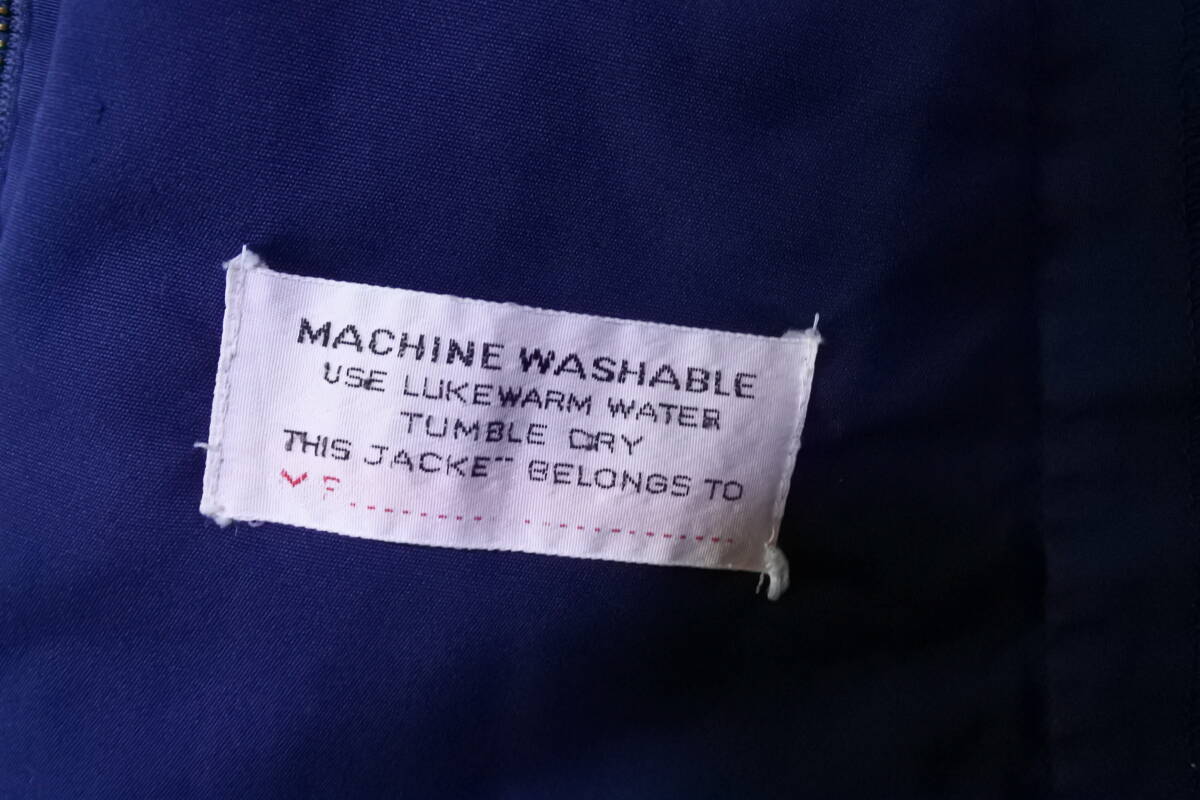 MACHINE WASHABLE
USE LUKEWARM WATER
TUMBLE DRY
THIS JACKET BELONGS TO